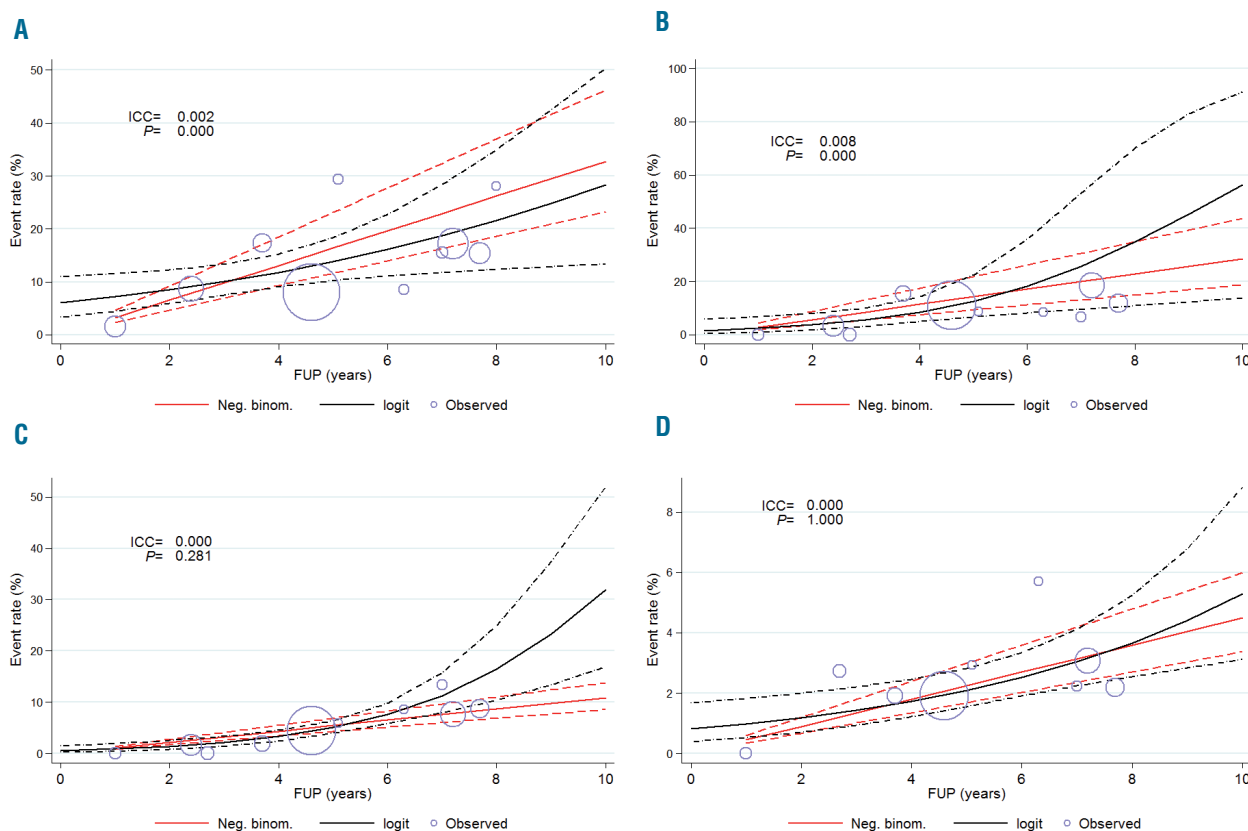 A
Event rate (%)
50
40
30
20
10
0
ICC= 0.002
P= 0.000
0 2 4 6 8 10
FUP (years)
Neg. binom. logit Observed
B
Event rate (%)
100
80
60
40
20
0
ICC= 0.008
P= 0.000
0 2 4 6 8 10
FUP (years)
Neg. binom. logit Observed
C
Event rate (%)
50
40
30
20
10
0
ICC= 0.000
P= 0.281
0 2 4 6 8 10
FUP (years)
Neg. binom. logit Observed
D
Event rate (%)
8
6
4
2
0
ICC= 0.000
P= 1.000
0 2 4 6 8 10
FUP (years)
Neg. binom. logit Observed